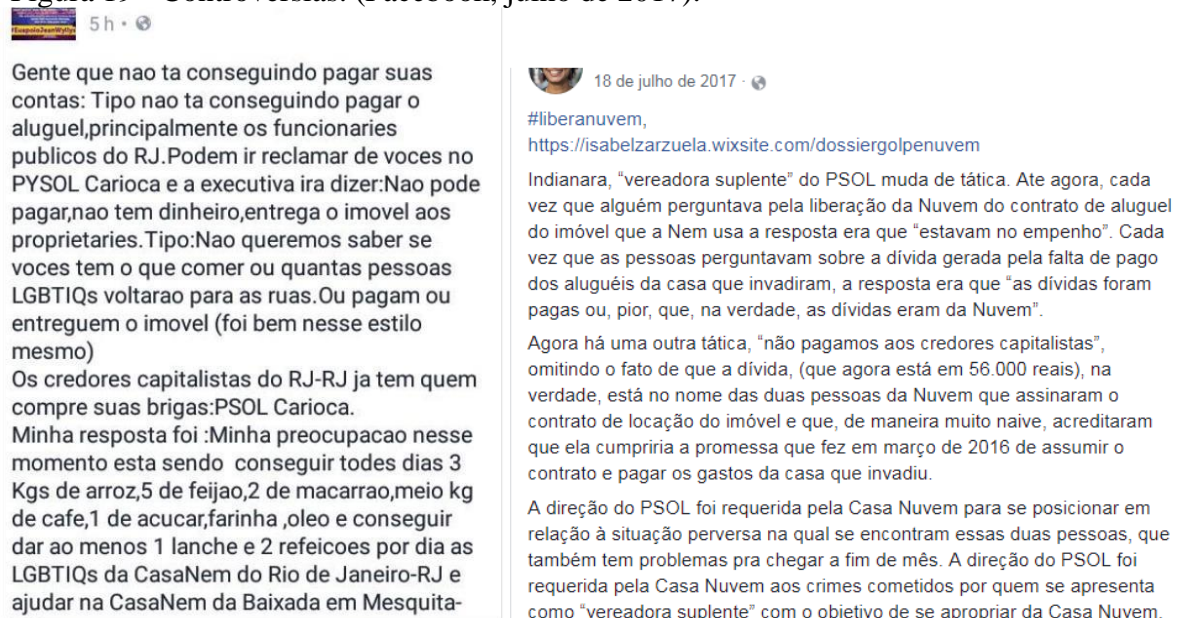 Figura 19 – Controvérsias. (Facebook, julho de 2017).
#EuapoioJeanWyllys
5 h ·
Gente que nao ta conseguindo pagar suas
contas: Tipo nao ta conseguindo pagar o
aluguel,principalmente os funcionaries
publicos do RJ.Podem ir reclamar de voces no
PYSOL Carioca e a executiva ira dizer:Nao pode
pagar,nao tem dinheiro,entrega o imovel aos
proprietaries.Tipo:Nao queremos saber se
voces tem o que comer ou quantas pessoas
LGBTIQs voltarao para as ruas.Ou pagam ou
entreguem o imovel (foi bem nesse estilo
mesmo)
Os credores capitalistas do RJ-RJ ja tem quem
compre suas brigas:PSOL Carioca.
Minha resposta foi :Minha preocupacao nesse
momento esta sendo  conseguir todes dias 3
Kgs de arroz,5 de feijao,2 de macarrao,meio kg
de cafe,1 de acucar,farinha ,oleo e conseguir
dar ao menos 1 lanche e 2 refeicoes por dia as
LGBTIQs da CasaNem do Rio de Janeiro-RJ e
ajudar na CasaNem da Baixada em Mesquita-
18 de julho de 2017 ·
#liberanuvem,
https://isabelzarzuela.wixsite.com/dossiergolpenuvem
Indianara, “vereadora suplente” do PSOL muda de tática. Ate agora, cada
vez que alguém perguntava pela liberação da Nuvem do contrato de aluguel
do imóvel que a Nem usa a resposta era que “estavam no empenho”. Cada
vez que as pessoas perguntavam sobre a dívida gerada pela falta de pago
dos aluguéis da casa que invadiram, a resposta era que “as dívidas foram
pagas ou, pior, que, na verdade, as dívidas eram da Nuvem”.
Agora há uma outra tática, “não pagamos aos credores capitalistas”,
omitindo o fato de que a dívida, (que agora está em 56.000 reais), na
verdade, está no nome das duas pessoas da Nuvem que assinaram o
contrato de locação do imóvel e que, de maneira muito naive, acreditaram
que ela cumpriria a promessa que fez em março de 2016 de assumir o
contrato e pagar os gastos da casa que invadiu.
A direção do PSOL foi requerida pela Casa Nuvem para se posicionar em
relação à situação perversa na qual se encontram essas duas pessoas, que
também tem problemas pra chegar a fim de mês. A direção do PSOL foi
requerida pela Casa Nuvem aos crimes cometidos por quem se apresenta
como “vereadora suplente” com o objetivo de se apropriar da Casa Nuvem,